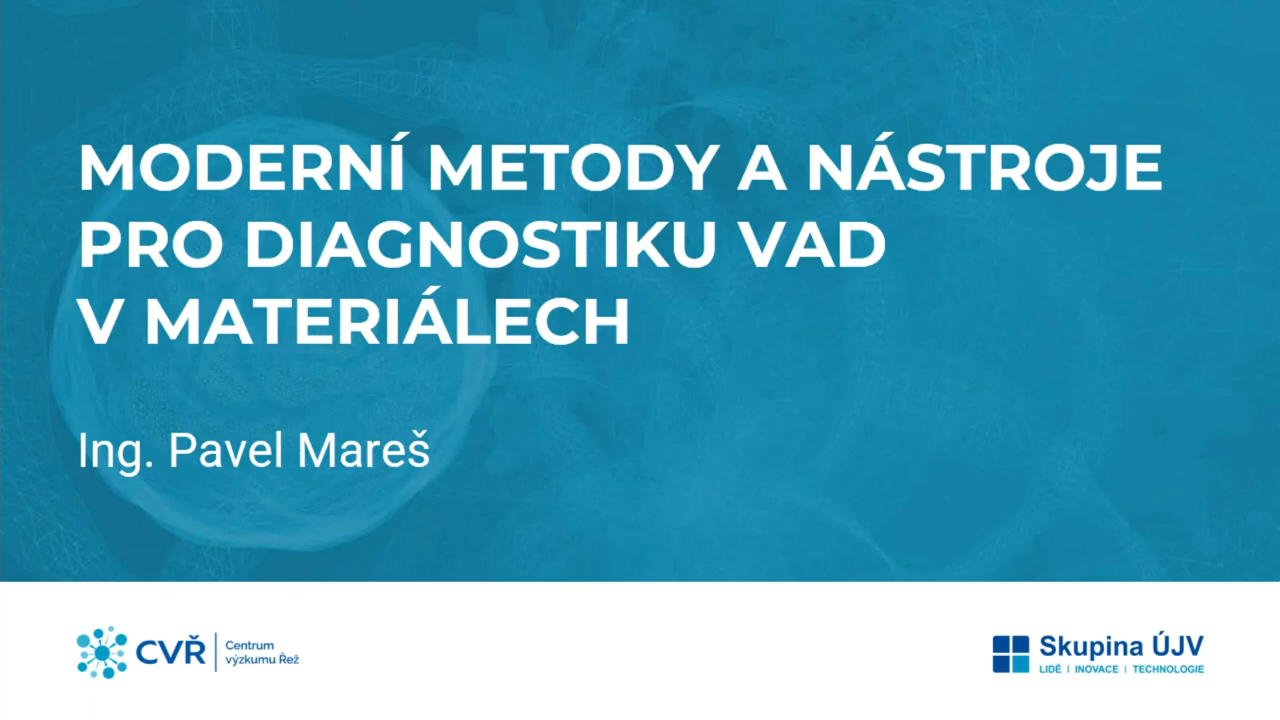 MODERNÍ METODY A NÁSTROJE
PRO DIAGNOSTIKU VAD
V MATERIÁLECH
Ing. Pavel Mareš
CVŘ
Centrum
výzkumu Řež
Skupina ÚJV
LIDÉ | INOVACE | TECHNOLOGIE